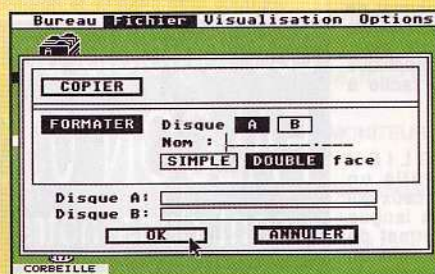 Bureau Fichier Visualisation Options
A
COPIER
FORMATER Disque A B
Nom : ________.___
SIMPLE DOUBLE face
Disque A:
Disque B:
OK ANNULER
CORBEILLE